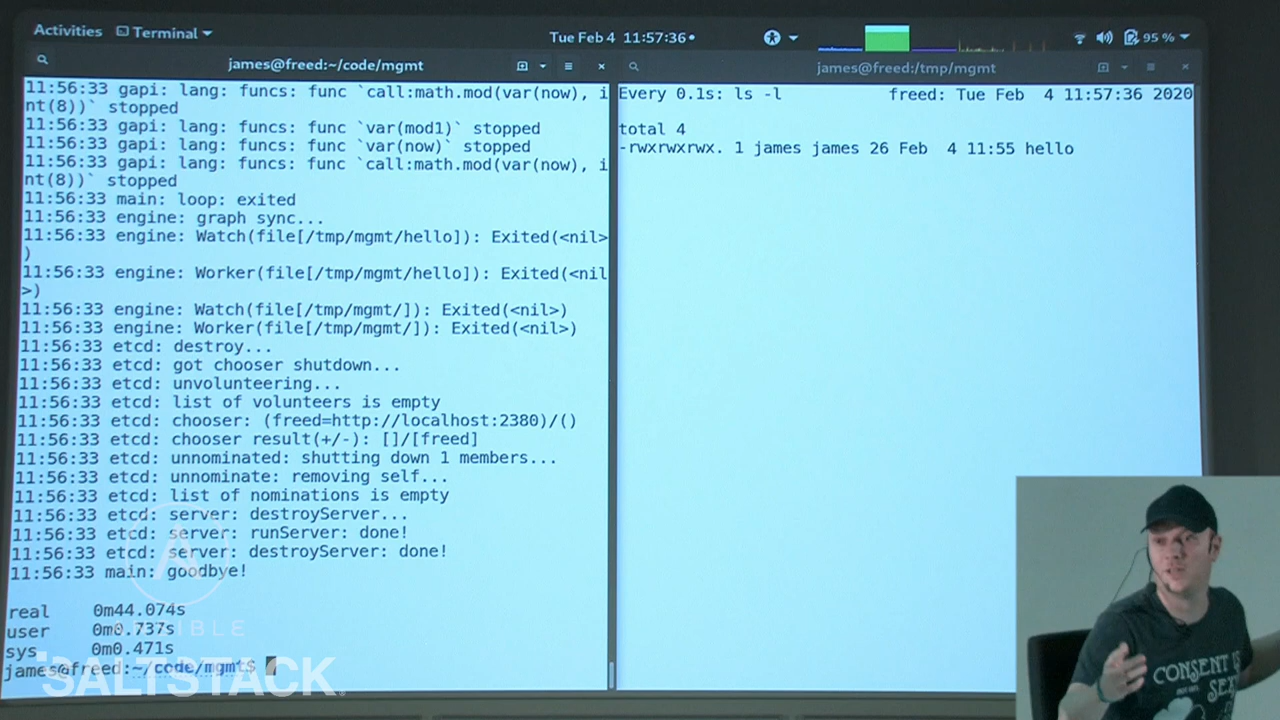 Activities Terminal Tue Feb 4 11:57:36 95 %
james@freed:~/code/mgmt
11:56:33 gapi: lang: funcs: func `call:math.mod(var(now), i
nt(8))` stopped
11:56:33 gapi: lang: funcs: func `var(mod1)` stopped
11:56:33 gapi: lang: funcs: func `var(now)` stopped
11:56:33 gapi: lang: funcs: func `call:math.mod(var(now), i
nt(8))` stopped
11:56:33 main: loop: exited
11:56:33 engine: graph sync...
11:56:33 engine: Watch(file[/tmp/mgmt/hello]): Exited(<nil>
)
11:56:33 engine: Worker(file[/tmp/mgmt/hello]): Exited(<nil
>)
11:56:33 engine: Watch(file[/tmp/mgmt/]): Exited(<nil>)
11:56:33 engine: Worker(file[/tmp/mgmt/]): Exited(<nil>)
11:56:33 etcd: destroy...
11:56:33 etcd: got chooser shutdown...
11:56:33 etcd: unvolunteering...
11:56:33 etcd: list of volunteers is empty
11:56:33 etcd: chooser: (freed=http://localhost:2380)/()
11:56:33 etcd: chooser result(+/-): []/[freed]
11:56:33 etcd: unnominated: shutting down 1 members...
11:56:33 etcd: unnominate: removing self...
11:56:33 etcd: list of nominations is empty
11:56:33 etcd: server: destroyServer...
11:56:33 etcd: server: runServer: done!
11:56:33 etcd: server: destroyServer: done!
11:56:33 main: goodbye!
real 0m44.074s
user 0m0.737s
sys 0m0.471s
james@freed:~/code/mgmt$
james@freed:/tmp/mgmt
Every 0.1s: ls -l freed: Tue Feb 4 11:57:36 2020
total 4
-rwxrwxrwx. 1 james james 26 Feb 4 11:55 hello
ANSIBLE
SALTSTACK
CONSENT IS
SEXY